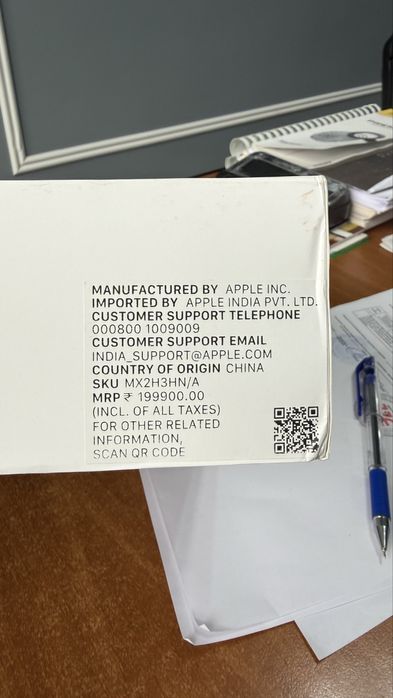 MANUFACTURED BY APPLE INC.
IMPORTED BY APPLE INDIA PVT. LTD.
CUSTOMER SUPPORT TELEPHONE
000800 1009009
CUSTOMER SUPPORT EMAIL
INDIA_SUPPORT@APPLE.COM
COUNTRY OF ORIGIN CHINA
SKU MX2H3HN/A
MRP ₹ 199900.00
(INCL. OF ALL TAXES)
FOR OTHER RELATED
INFORMATION,
SCAN QR CODE